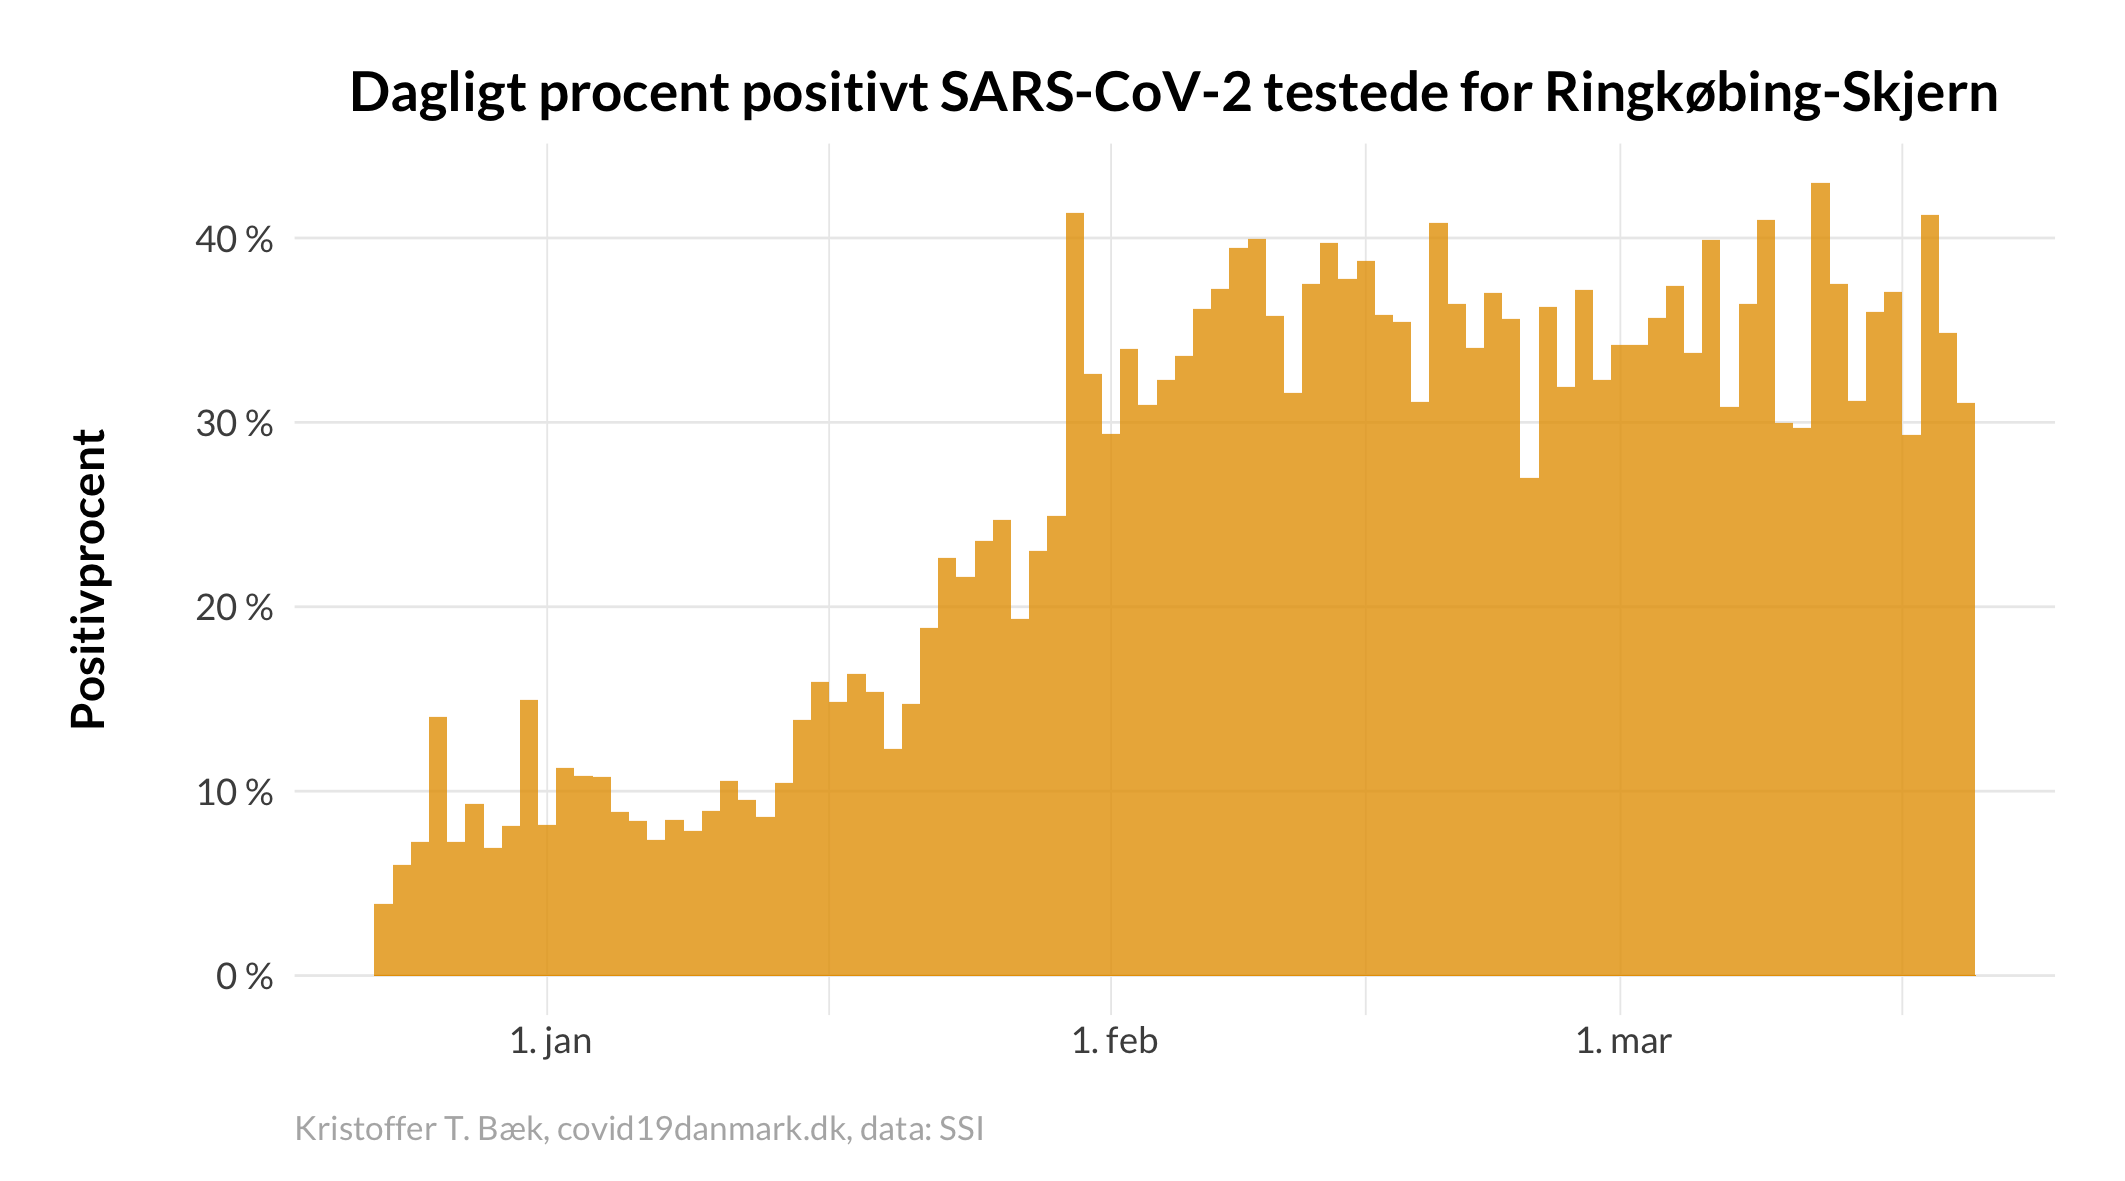 Dagligt procent positivt SARS-CoV-2 testede for Ringkøbing-Skjern
Positivprocent
40 %
30 %
20 %
10 %
0 %
1. jan
1. feb
1. mar
Kristoffer T. Bæk, covid19danmark.dk, data: SSI